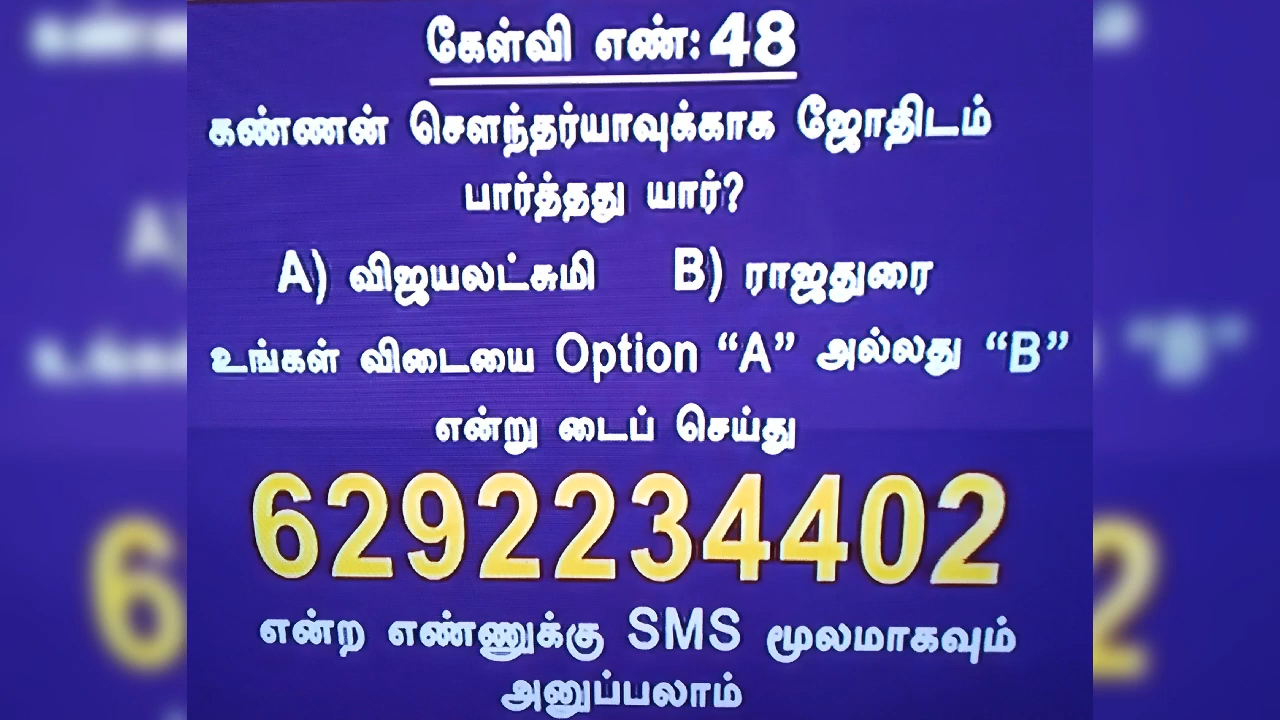 கேள்வி எண்: 48
கண்ணன் சௌந்தர்யாவுக்காக ஜோதிடம்
பார்த்தது யார்?
A) விஜயலட்சுமி B) ராஜதுரை
உங்கள் விடையை Option “A” அல்லது “B”
என்று டைப் செய்து
6292234402
என்ற எண்ணுக்கு SMS மூலமாகவும்
அனுப்பலாம்